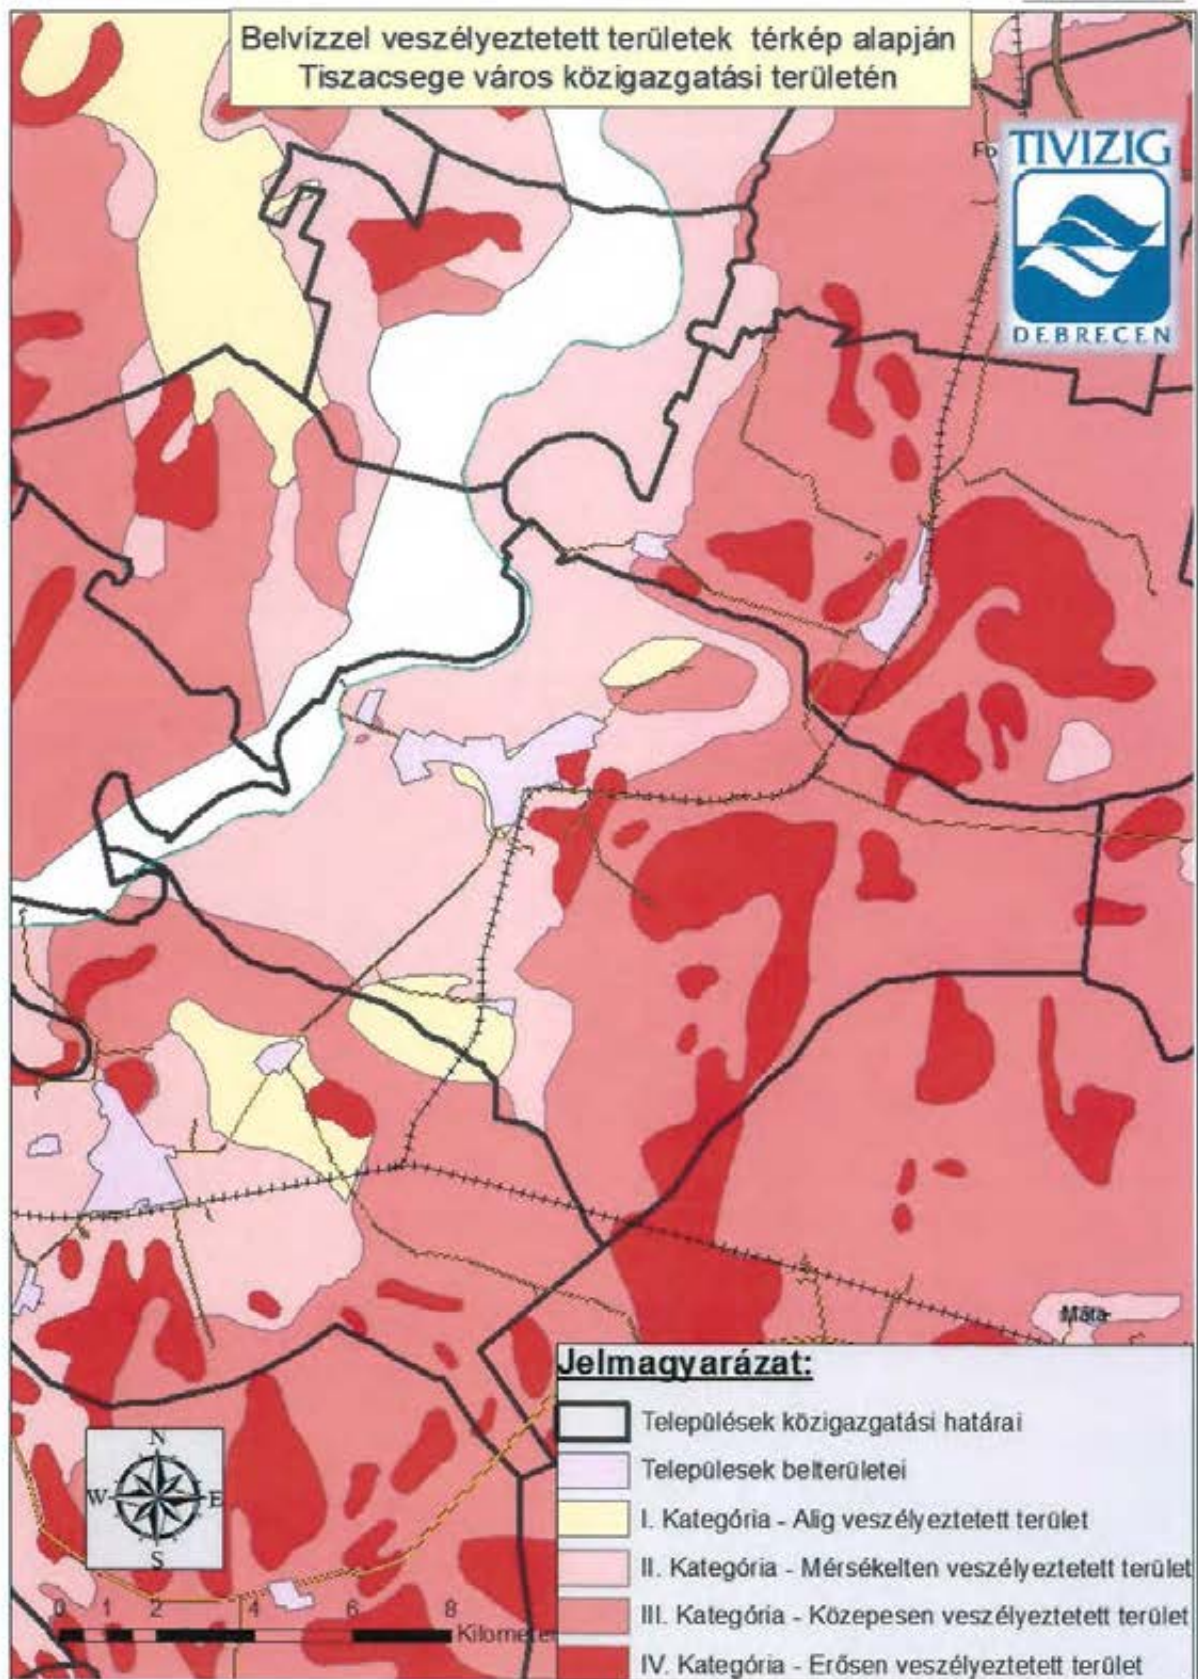 Belvízzel veszélyeztetett területek térkép alapján
Tiszacsege város közigazgatási területén
Fo
TIVIZIG
DEBRECEN
Máta
Jelmagyarázat:
Települések közigazgatási határai
Települések belterületei
I. Kategória - Alig veszélyeztetett terület
II. Kategória - Mérsékelten veszélyeztetett terület
III. Kategória - Közepesen veszélyeztetett terület
IV. Kategória - Erősen veszélyeztetett terület
N
W E
S
0 1 2 4 6 8
Kilometer